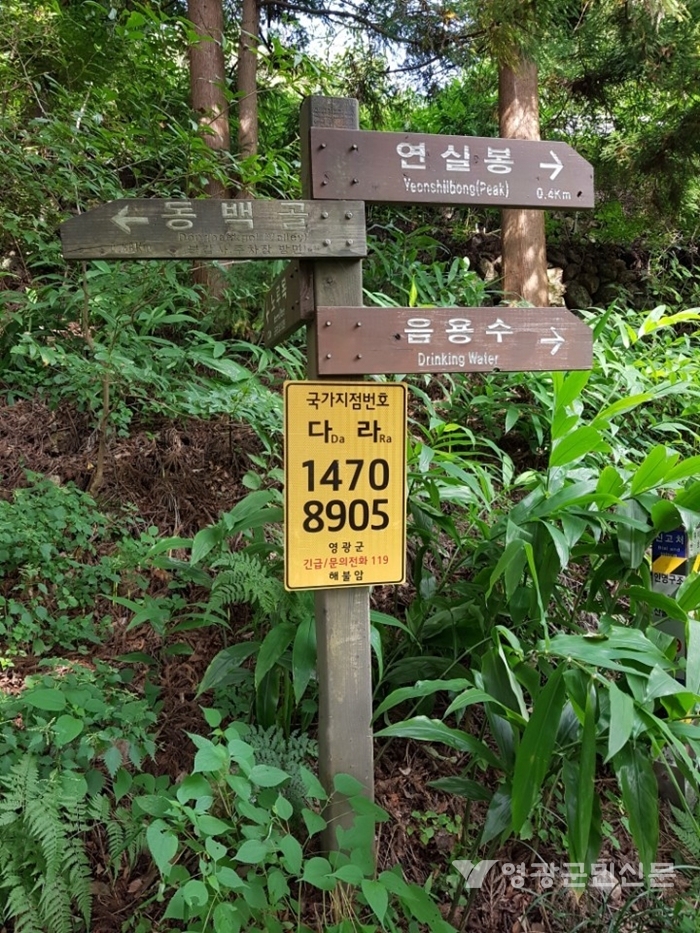 연실봉 →
Yeonshilbong(Peak) 0.4Km
← 동백골
음용수 →
Drinking Water
국가지점번호
다Da 라Ra
1470
8905
영광군
긴급/문의전화 119
해불암
영광군민신문